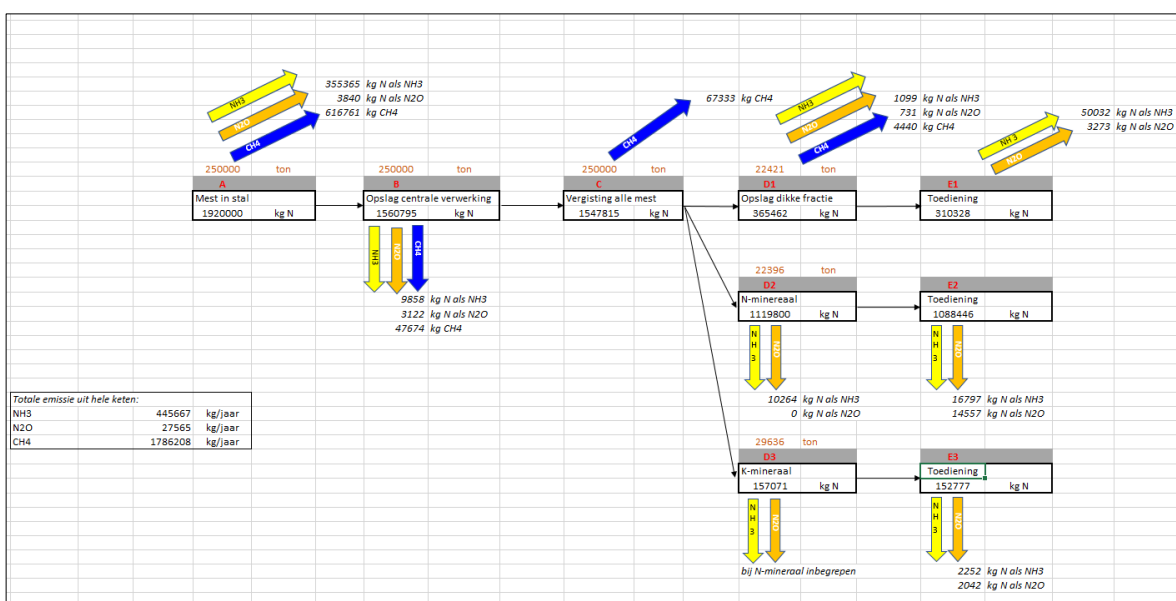 355365 kg N als NH3
3840 kg N als N2O
616761 kg CH4
NH3
N2O
CH4
67333 kg CH4
CH4
1099 kg N als NH3
731 kg N als N2O
4440 kg CH4
NH3
N2O
CH4
50032 kg N als NH3
3273 kg N als N2O
NH 3
N2O
250000 ton
A
Mest in stal
1920000 kg N
250000 ton
B
Opslag centrale verwerking
1560795 kg N
250000 ton
C
Vergisting alle mest
1547815 kg N
22421 ton
D1
Opslag dikke fractie
365462 kg N
E1
Toediening
310328 kg N
NH3
N2O
CH4
9858 kg N als NH3
3122 kg N als N2O
47674 kg CH4
22396 ton
D2
N-minereaal
1119800 kg N
E2
Toediening
1088446 kg N
NH3
N2O
NH3
N2O
10264 kg N als NH3
0 kg N als N2O
16797 kg N als NH3
14557 kg N als N2O
Totale emissie uit hele keten:
NH3 445667 kg/jaar
N2O 27565 kg/jaar
CH4 1786208 kg/jaar
29636 ton
D3
K-mineraal
157071 kg N
E3
Toediening
152777 kg N
NH3
N2O
NH3
N2O
bij N-mineraal inbegrepen
2252 kg N als NH3
2042 kg N als N2O